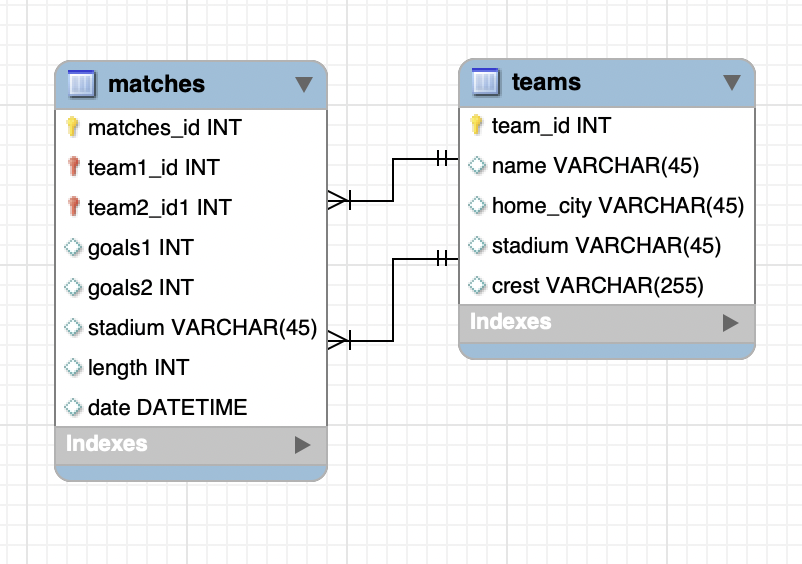 matches
matches_id INT
team1_id INT
team2_id1 INT
goals1 INT
goals2 INT
stadium VARCHAR(45)
length INT
date DATETIME
Indexes
teams
team_id INT
name VARCHAR(45)
home_city VARCHAR(45)
stadium VARCHAR(45)
crest VARCHAR(255)
Indexes